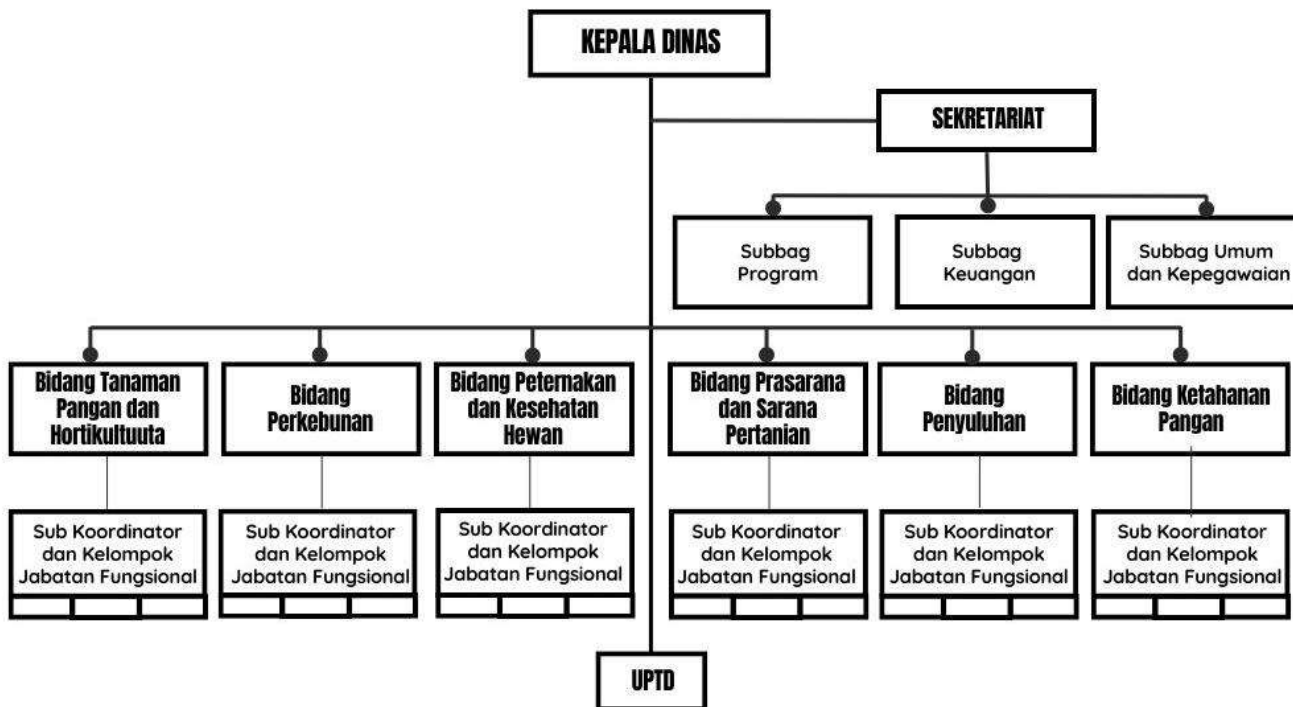 KEPALA DINAS
SEKRETARIAT
Subbag
Program
Subbag
Keuangan
Subbag Umum
dan Kepegawaian
Bidang Tanaman
Pangan dan
Hortikultuuta
Bidang
Perkebunan
Bidang Peternakan
dan Kesehatan
Hewan
Bidang Prasarana
dan Sarana
Pertanian
Bidang
Penyuluhan
Bidang Ketahanan
Pangan
Sub Koordinator
dan Kelompok
Jabatan Fungsional
Sub Koordinator
dan Kelompok
Jabatan Fungsional
Sub Koordinator
dan Kelompok
Jabatan Fungsional
Sub Koordinator
dan Kelompok
Jabatan Fungsional
Sub Koordinator
dan Kelompok
Jabatan Fungsional
Sub Koordinator
dan Kelompok
Jabatan Fungsional
UPTD